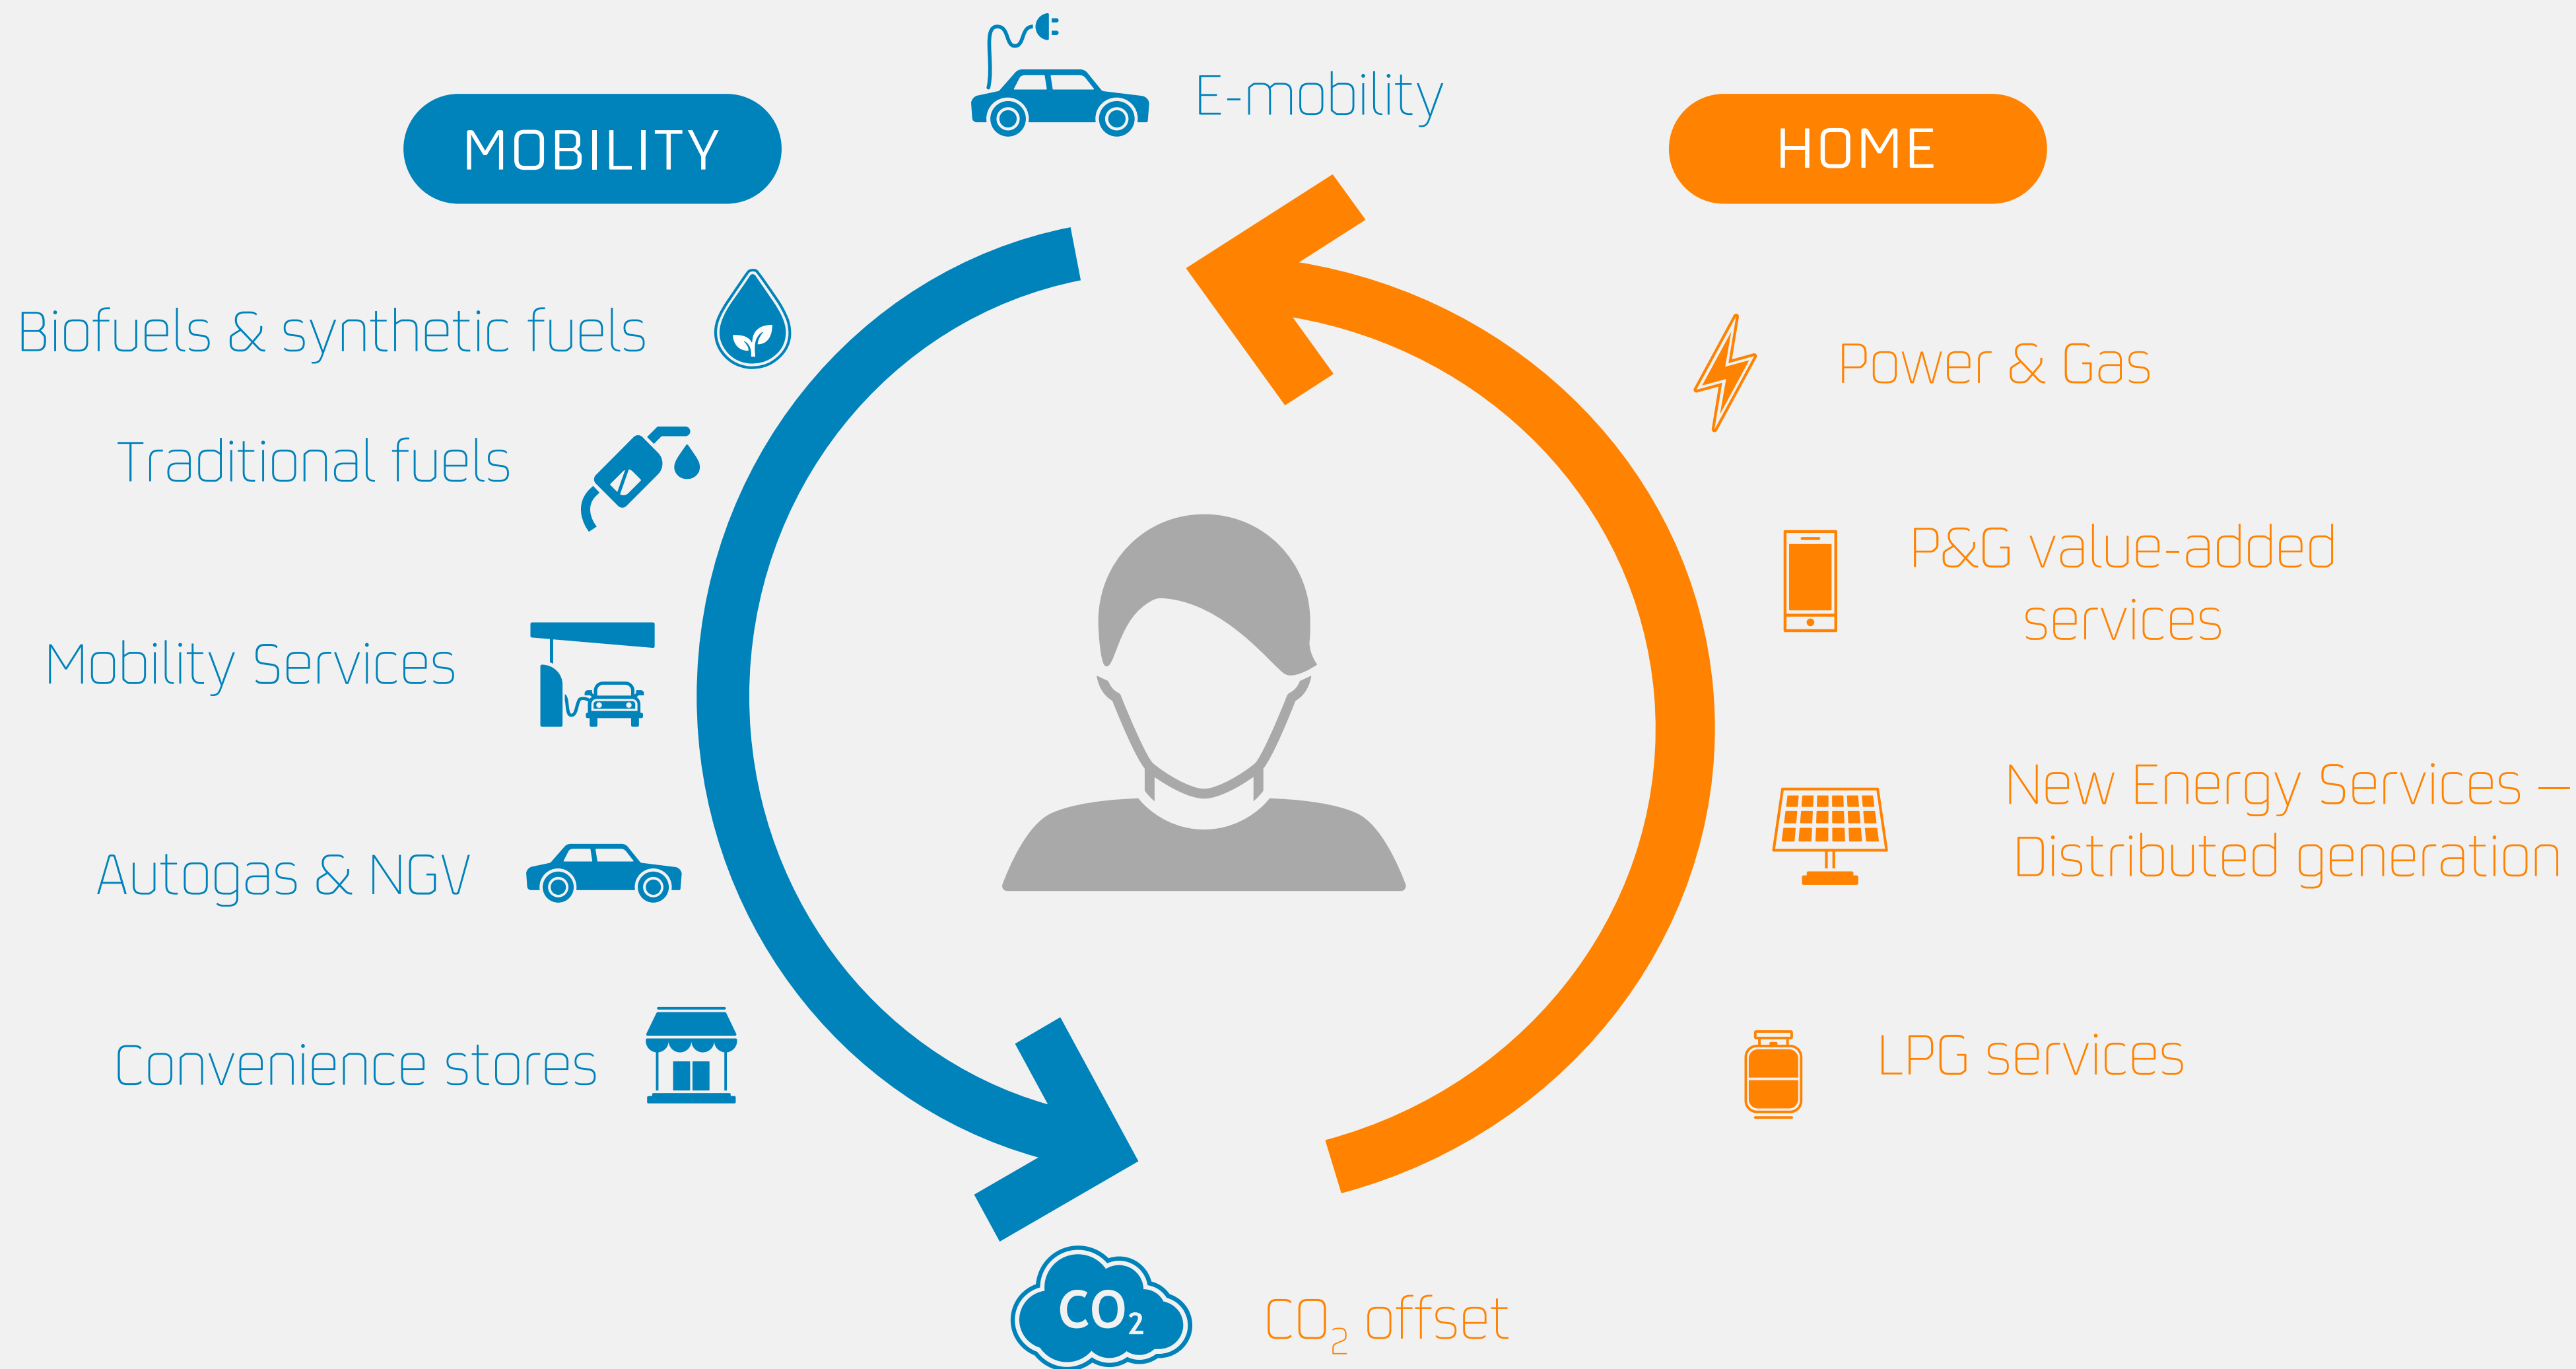 E-mobility
MOBILITY
HOME
Biofuels & synthetic fuels
Traditional fuels
Mobility Services
Autogas & NGV
Convenience stores
Power & Gas
P&G value-added
services
New Energy Services –
Distributed generation
LPG services
CO₂
CO₂ offset